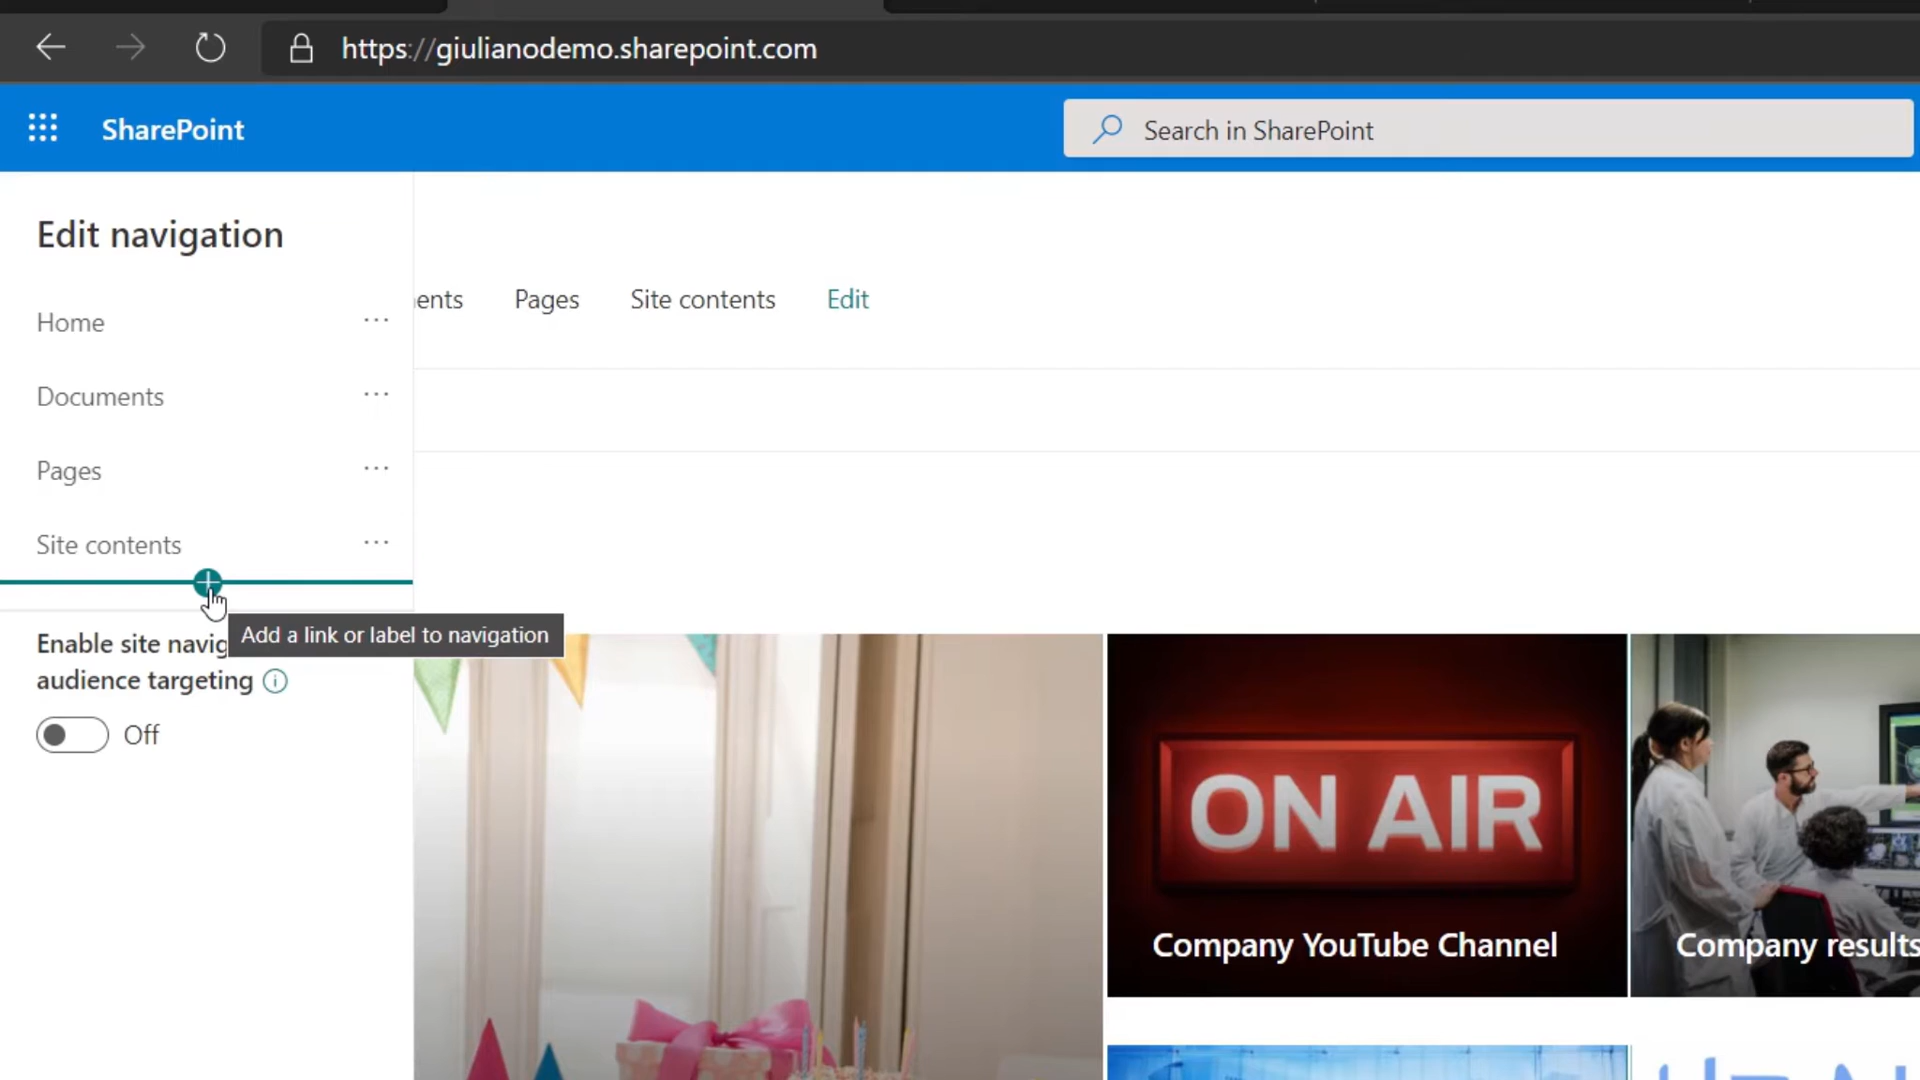 https://giulianodemo.sharepoint.com
SharePoint
Search in SharePoint
Edit navigation
Home
Documents
Pages
Site contents
ents
Pages
Site contents
Edit
Add a link or label to navigation
Enable site navig
audience targeting
Off
ON AIR
Company YouTube Channel
Company results